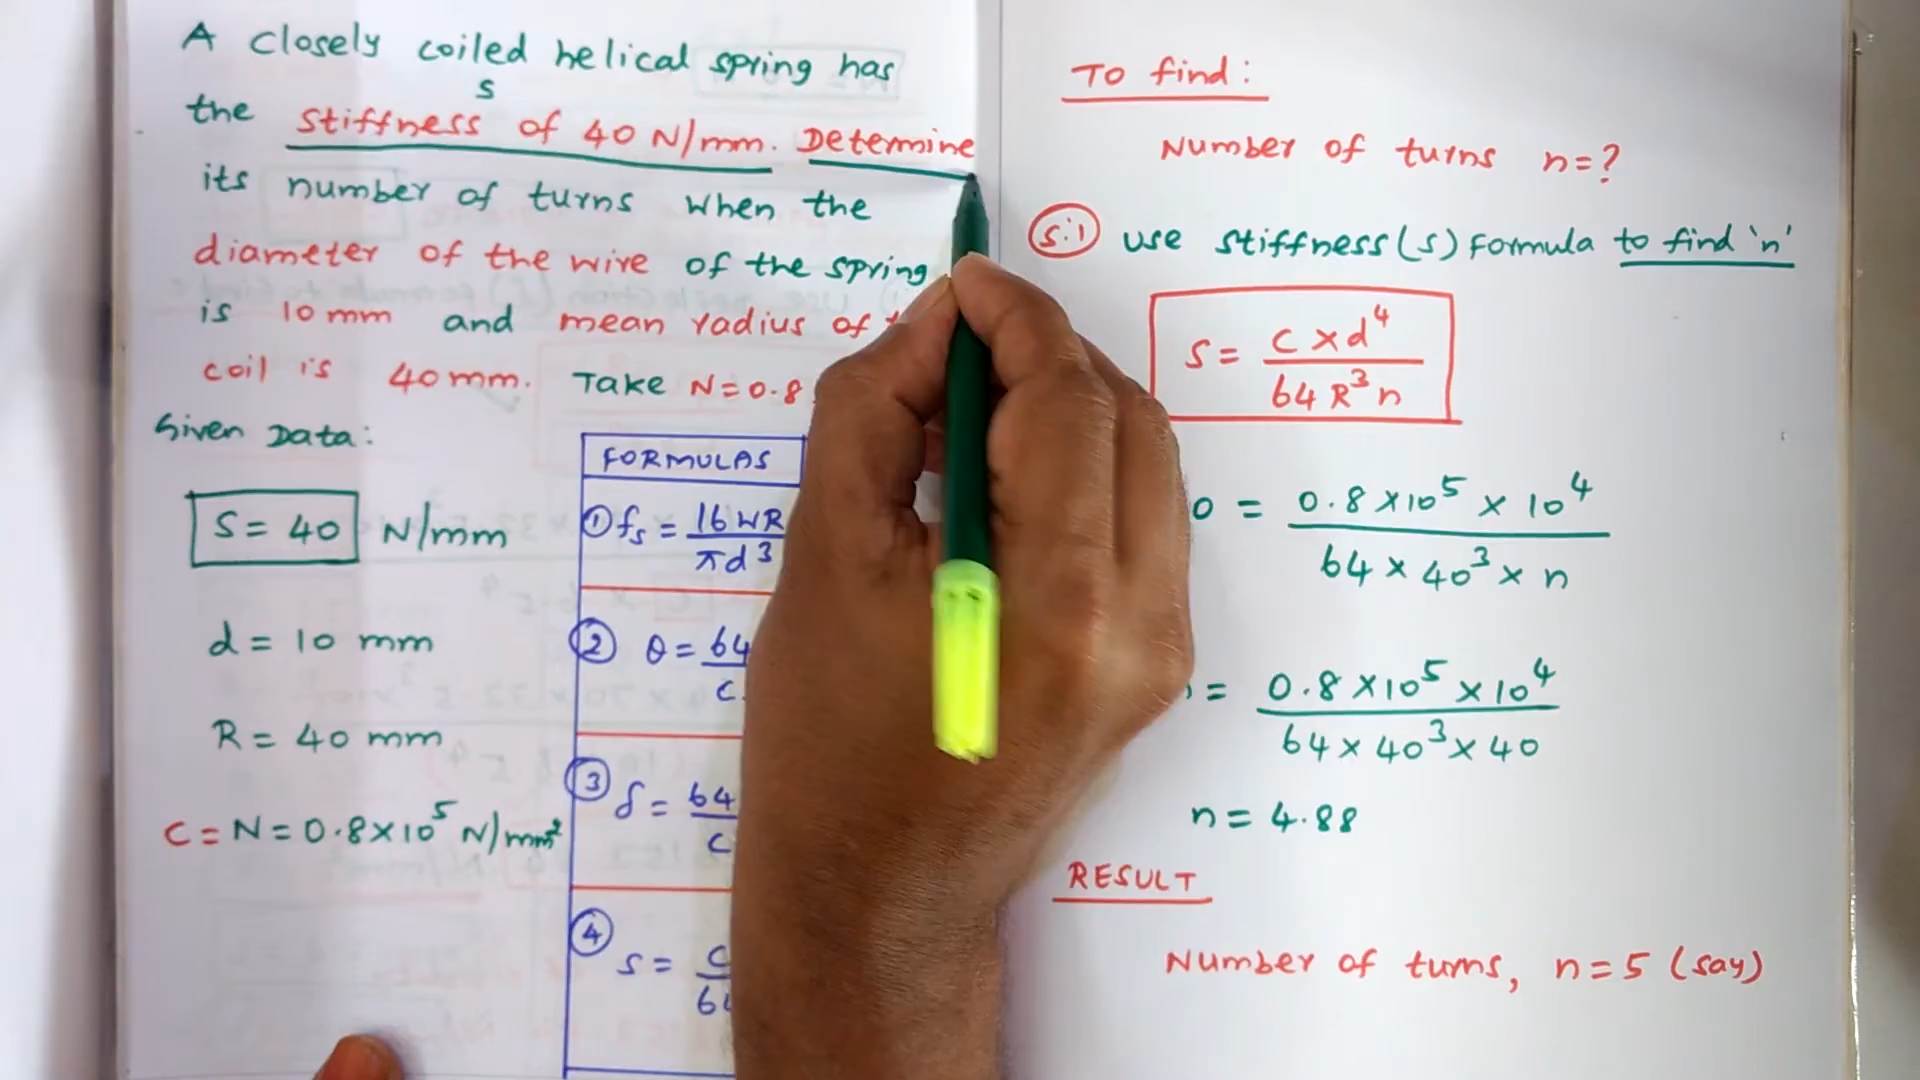 A closely coiled helical spring has
s
the stiffness of 40 N/mm. Determine
its number of turns when the
diameter of the wire of the spring
is 10 mm and mean radius of
coil is 40mm. Take N=0.8
Given Data:
S = 40 N/mm
d = 10 mm
R = 40 mm
C = N = 0.8×10⁵ N/mm²
FORMULAS
① fs = 16WR / πd³
② θ = 64 / C
③ δ = 64 / C
④ S = C / 64
To find:
Number of turns n=?
S.1 Use stiffness(s) formula to find 'n'
S = C×d⁴ / 64R³n
0 = 0.8×10⁵ × 10⁴ / 64×40³×n
= 0.8×10⁵×10⁴ / 64×40³×40
n = 4.88
RESULT
Number of turns, n=5 (say)